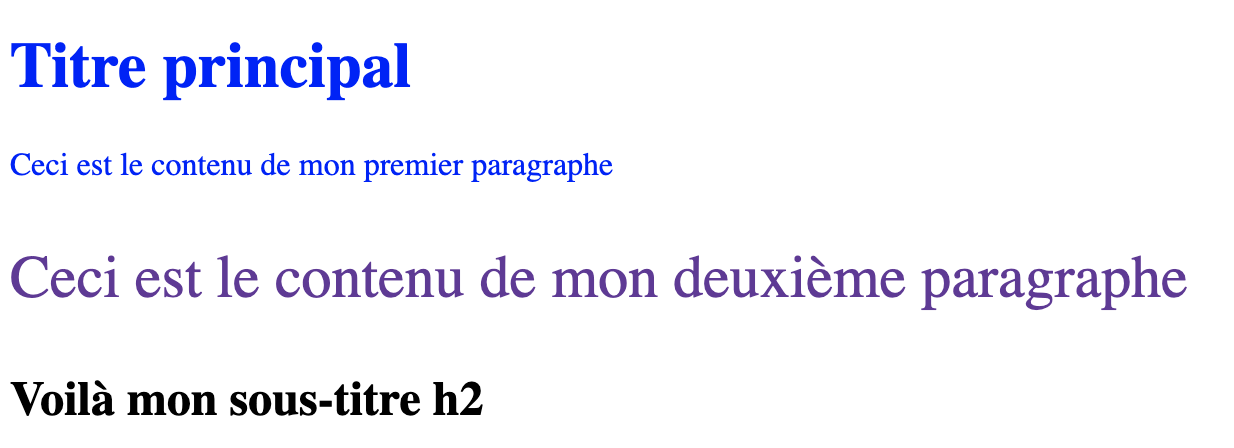 Titre principal
Ceci est le contenu de mon premier paragraphe
Ceci est le contenu de mon deuxième paragraphe
Voilà mon sous-titre h2